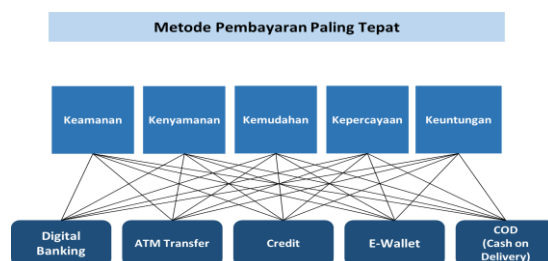 Metode Pembayaran Paling Tepat
Keamanan
Kenyamanan
Kemudahan
Kepercayaan
Keuntungan
Digital
Banking
ATM Transfer
Credit
E-Wallet
COD
(Cash on
Delivery)